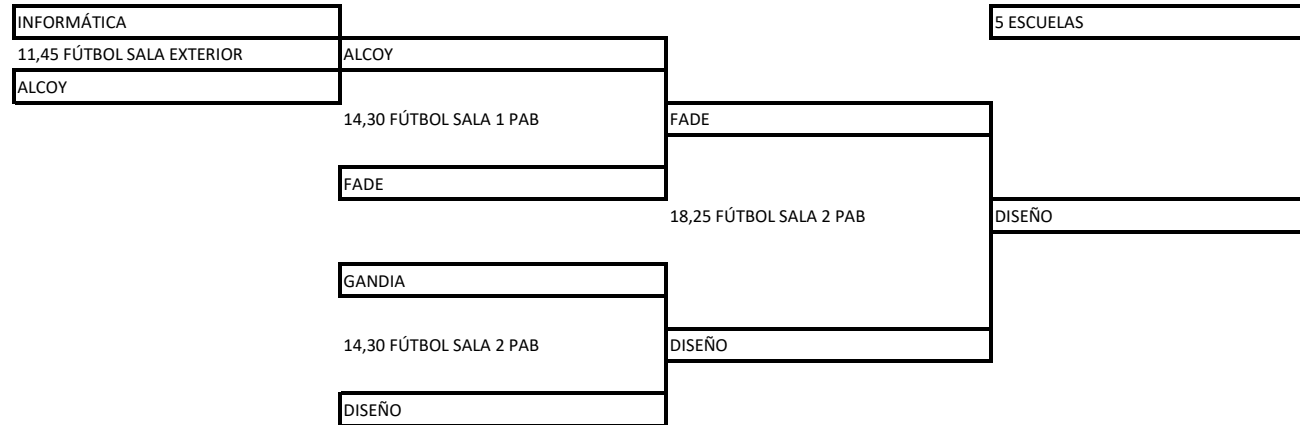 INFORMÁTICA
5 ESCUELAS
11,45 FÚTBOL SALA EXTERIOR
ALCOY
ALCOY
14,30 FÚTBOL SALA 1 PAB
FADE
FADE
18,25 FÚTBOL SALA 2 PAB
DISEÑO
GANDIA
14,30 FÚTBOL SALA 2 PAB
DISEÑO
DISEÑO